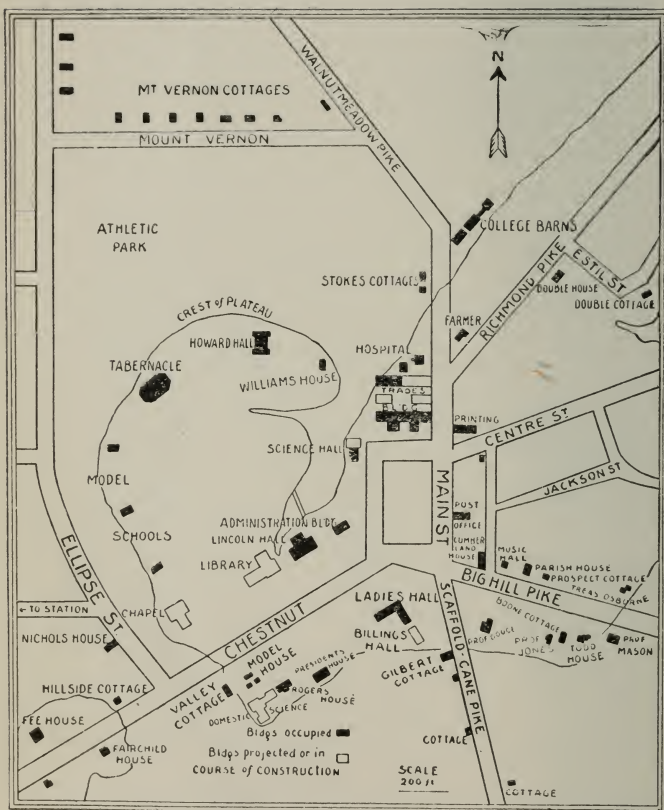 N
WALNUTMEADOW PIKE
MT VERNON COTTAGES
MOUNT VERNON
ATHLETIC
PARK
COLLEGE BARNS
RICHMOND PIKE
ESTIL ST
DOUBLE HOUSE
DOUBLE COTTAGE
STOKES COTTAGES
CREST of PLATEAU
FARMER
HOWARD HALL
HOSPITAL
TABERNACLE
WILLIAMS HOUSE
TRADES
BLDG
PRINTING
CENTRE ST.
SCIENCE HALL
MODEL
JACKSON ST
MAIN ST
POST
OFFICE
ADMINISTRATION BLDG
LINCOLN HALL
SCHOOLS
CUMBER
LAND
HOUSE
MUSIC
HALL
PARISH HOUSE
PROSPECT COTTAGE
TREAS OSBURNE
LIBRARY
ELLIPSE ST.
BIG HILL PIKE
← TO STATION
CHAPEL
CHESTNUT
LADIES HALL
SCAFFOLD-CANE PIKE
BOONE COTTAGE
NICHOLS HOUSE
BILLINGS
HALL
PROF
JONES
TODD
HOUSE
PROF
MASON
MODEL
HOUSE
PRESIDENTS
HOUSE
GILBERT
COTTAGE
HILLSIDE COTTAGE
VALLEY
COTTAGE
ROGERS
HOUSE
DOMESTIC
SCIENCE
FEE HOUSE
FAIRCHILD
HOUSE
Bldgs occupied
Bldgs projected or in
COURSE of CONSTRUCTION
COTTAGE
SCALE
200 ft
COTTAGE